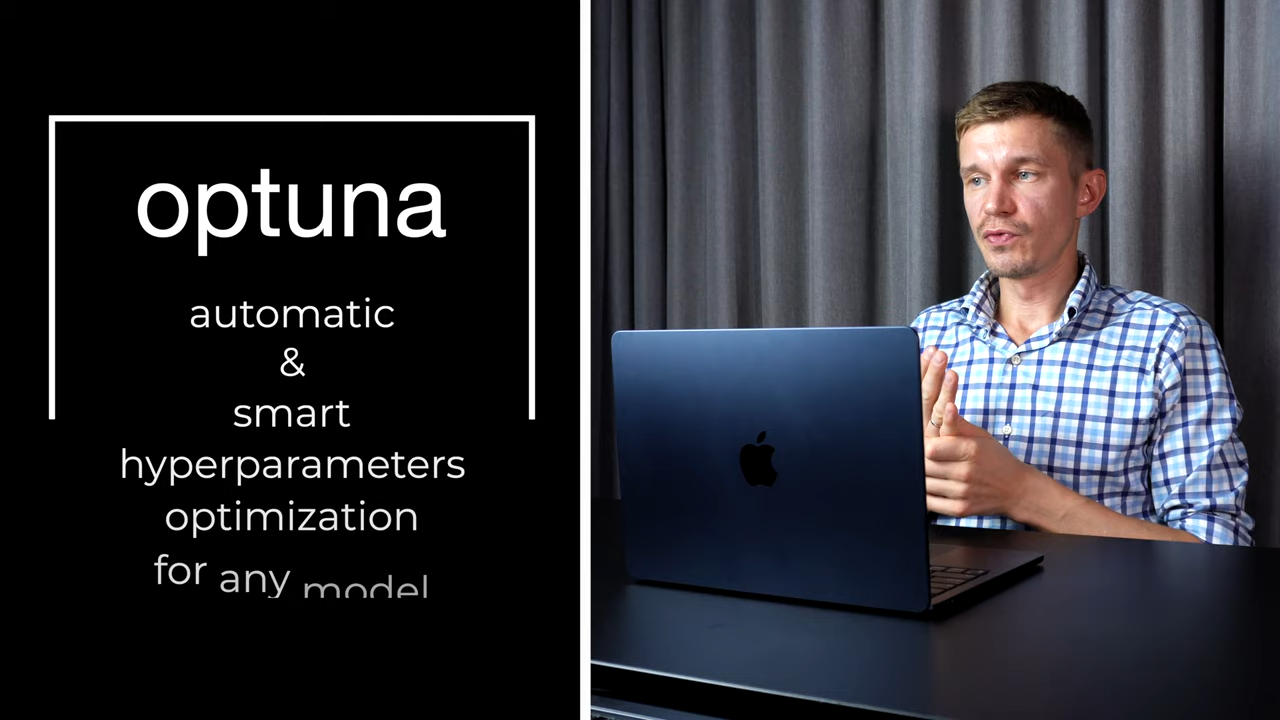 optuna
automatic
&
smart
hyperparameters
optimization
for any model